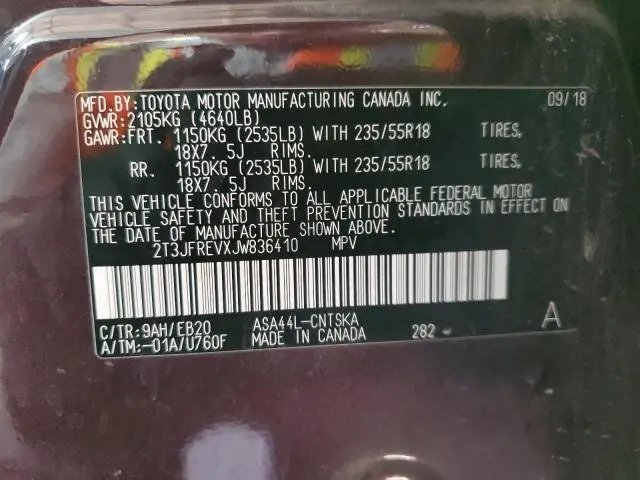 MFD.BY:TOYOTA MOTOR MANUFACTURING CANADA INC. 09/18
GVWR:2105KG (4640LB)
GAWR:FRT. 1150KG (2535LB) WITH 235/55R18 TIRES,
18X7.5J RIMS.
RR. 1150KG (2535LB) WITH 235/55R18 TIRES,
18X7.5J RIMS.
THIS VEHICLE CONFORMS TO ALL APPLICABLE FEDERAL MOTOR
VEHICLE SAFETY AND THEFT PREVENTION STANDARDS IN EFFECT ON
THE DATE OF MANUFACTURE SHOWN ABOVE.
2T3JFREVXJW836410 MPV
C/TR:9AH/EB20 ASA44L-CNTSKA 282 A
A/TM:-01A/U760F MADE IN CANADA